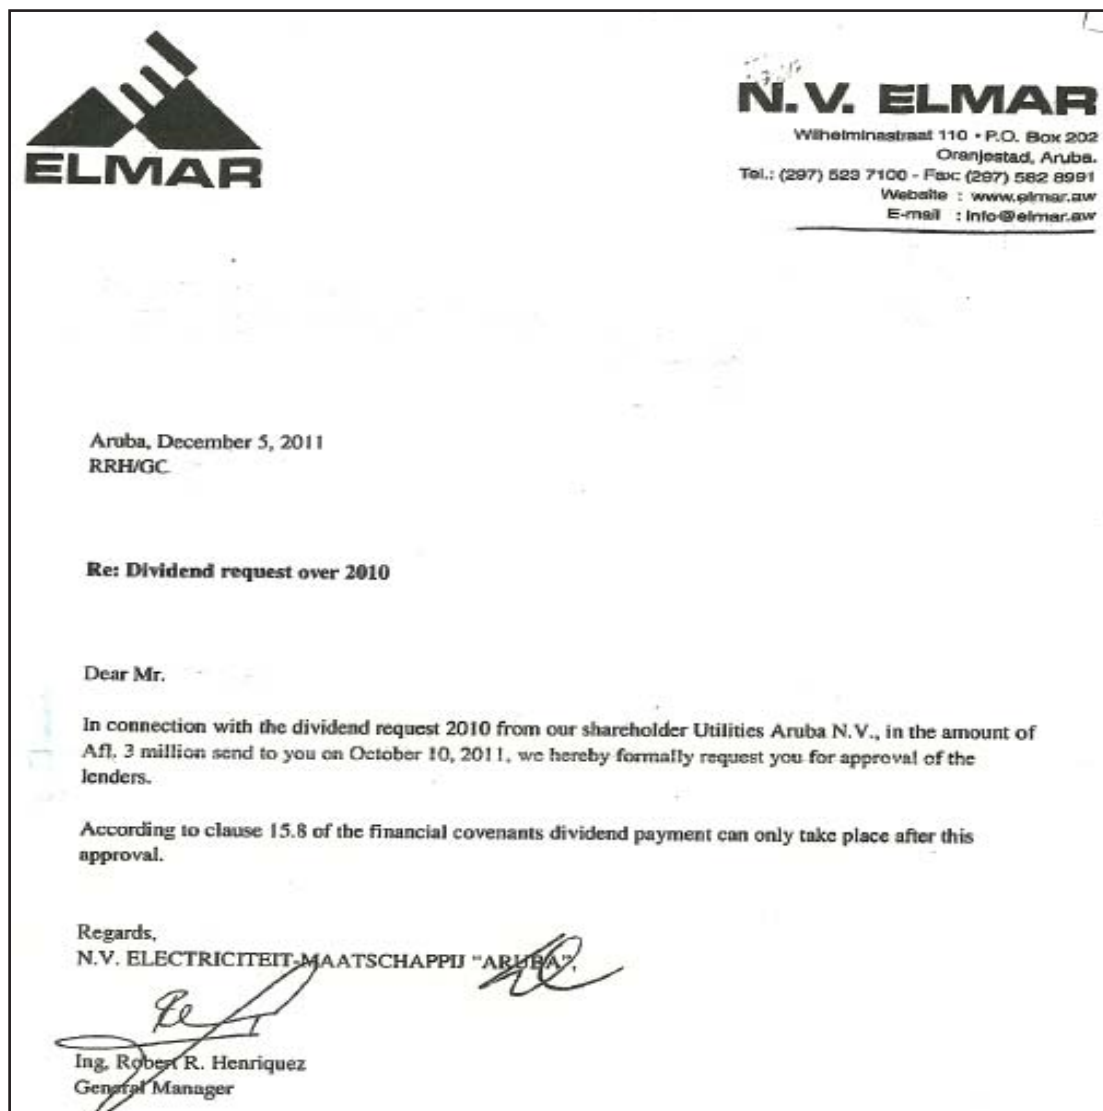 ELMAR
N.V. ELMAR
Wilhelminastraat 110 • P.O. Box 202
Oranjestad, Aruba.
Tel.: (297) 523 7100 - Fax: (297) 582 8991
Website : www.elmar.aw
E-mail : info@elmar.aw
Aruba, December 5, 2011
RRH/GC
Re: Dividend request over 2010
Dear Mr.
In connection with the dividend request 2010 from our shareholder Utilities Aruba N.V., in the amount of
Afl. 3 million send to you on October 10, 2011, we hereby formally request you for approval of the
lenders.
According to clause 15.8 of the financial covenants dividend payment can only take place after this
approval.
Regards,
N.V. ELECTRICITEIT-MAATSCHAPPIJ "ARUBA",
Ing. Robert R. Henriquez
General Manager